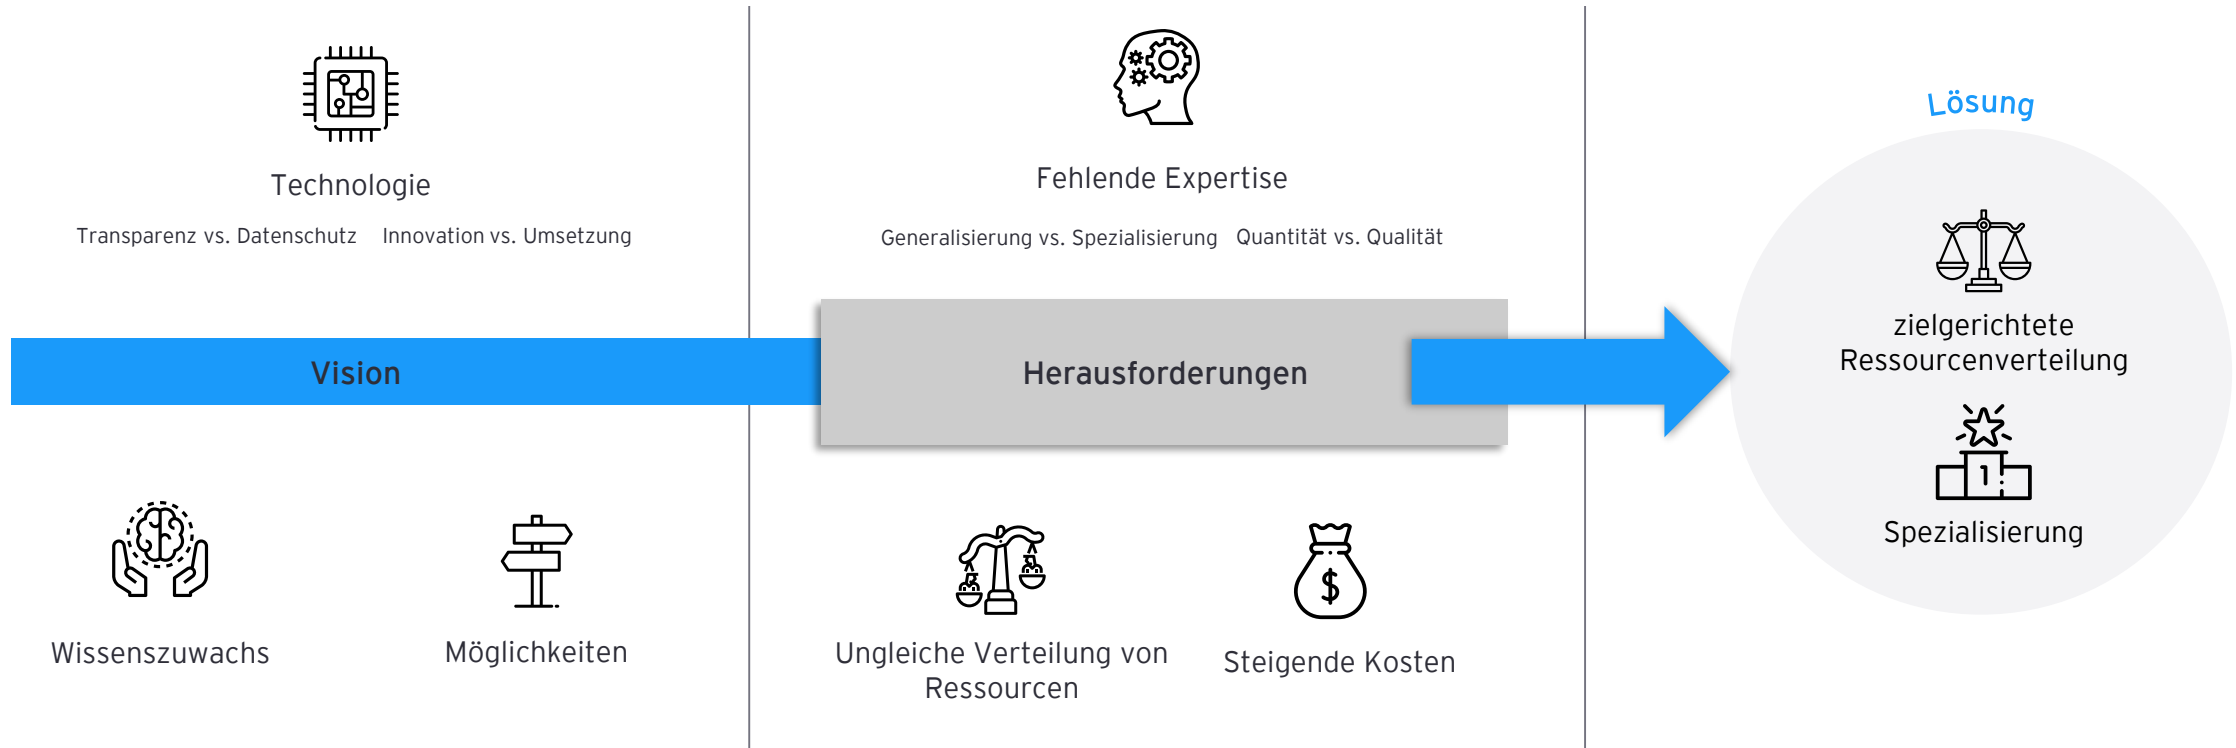 Technologie
Transparenz vs. Datenschutz
Innovation vs. Umsetzung
Vision
Wissenszuwachs
Möglichkeiten
Fehlende Expertise
Generalisierung vs. Spezialisierung
Quantität vs. Qualität
Herausforderungen
Ungleiche Verteilung von
Ressourcen
$
Steigende Kosten
Lösung
zielgerichtete
Ressourcenverteilung
1
Spezialisierung